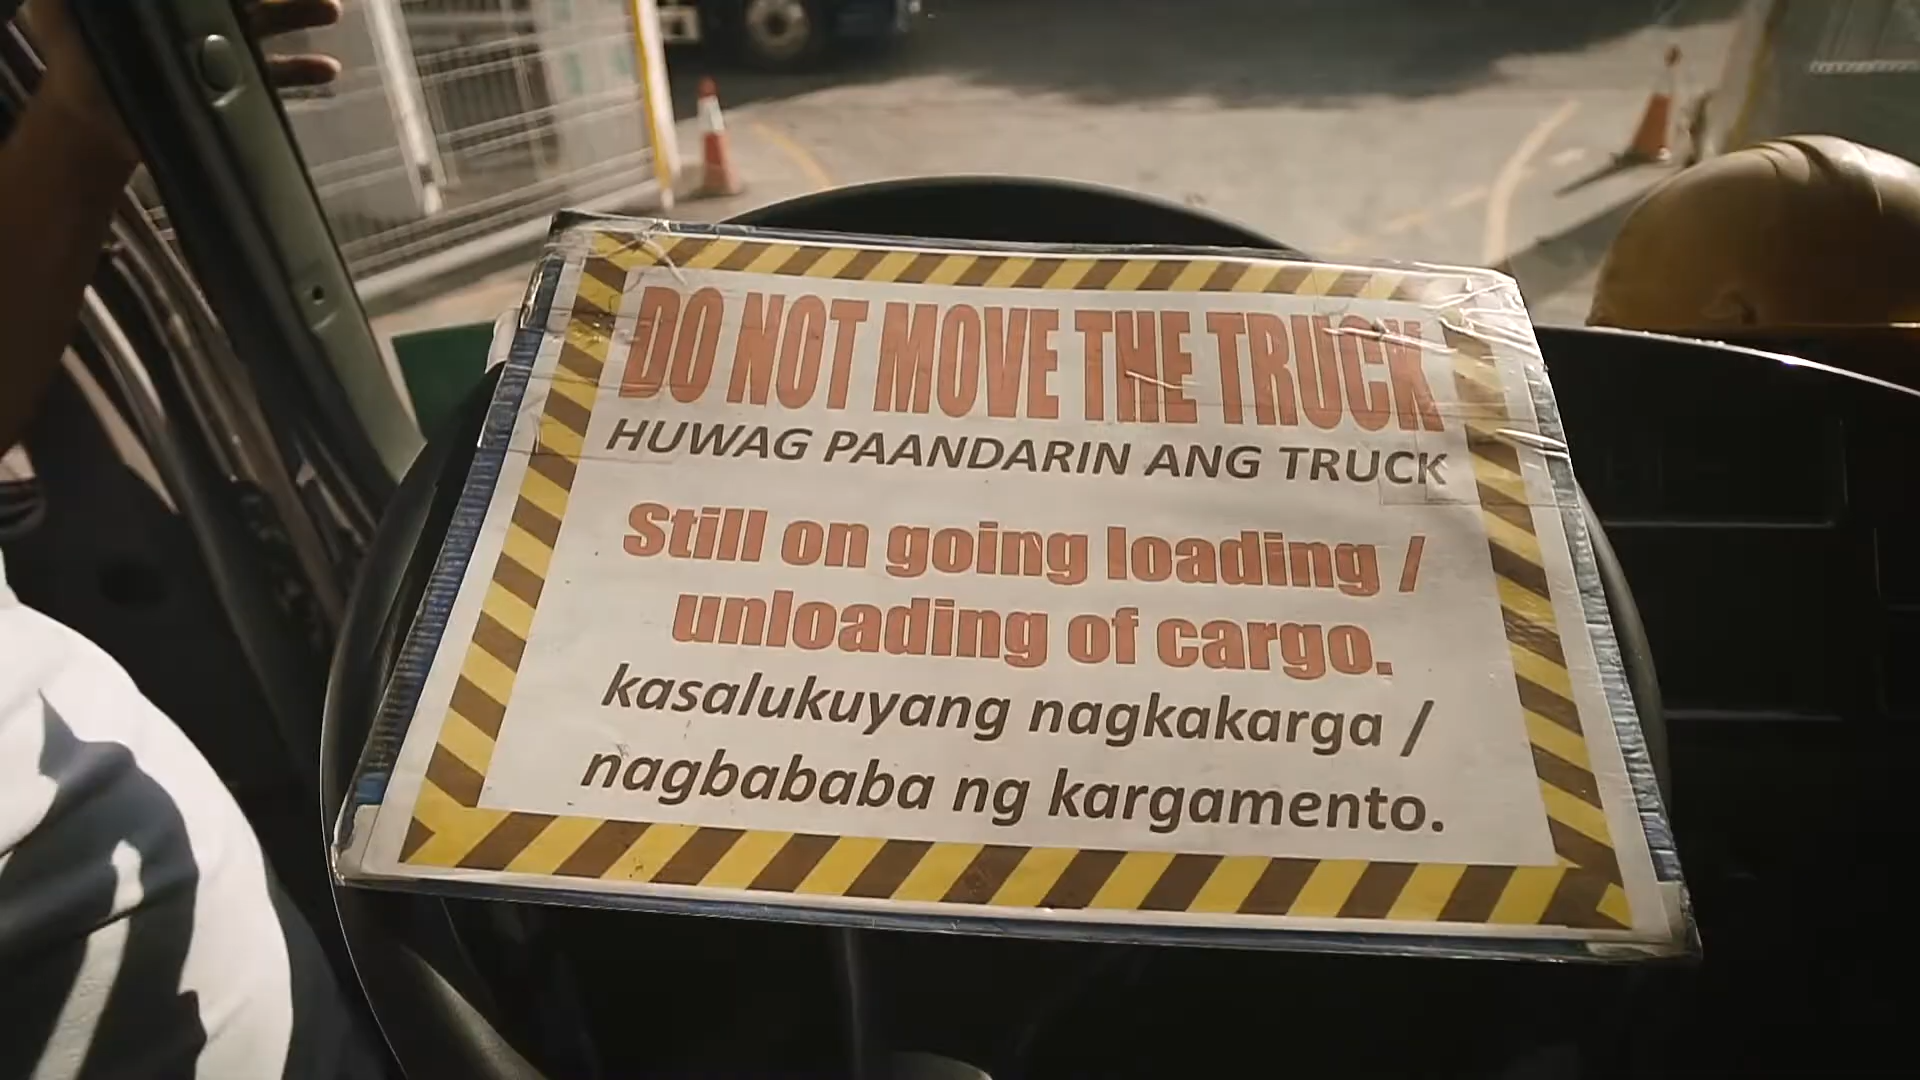 DO NOT MOVE THE TRUCK
HUWAG PAANDARIN ANG TRUCK
Still on going loading /
unloading of cargo.
kasalukuyang nagkakarga /
nagbababa ng kargamento.